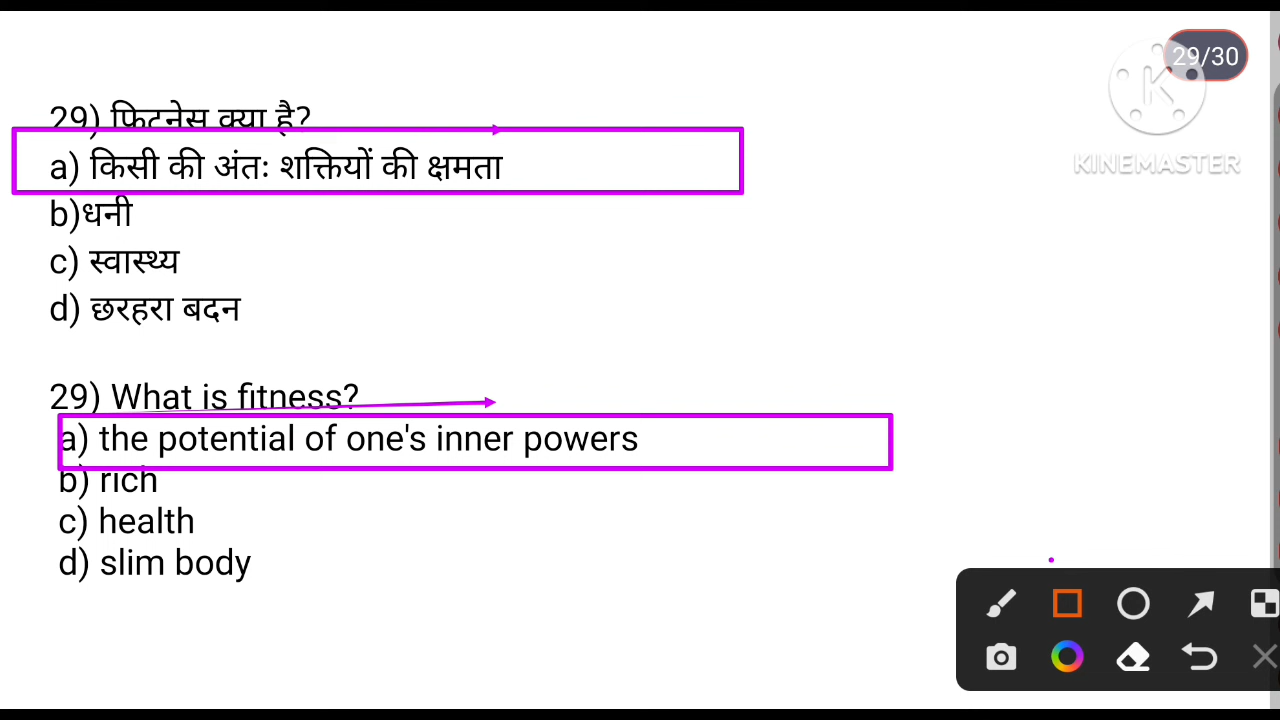 29/30
KINEMASTER
29) फिटनेस क्या है?
a) किसी की अंतः शक्तियों की क्षमता
b)धनी
c) स्वास्थ्य
d) छरहरा बदन
29) What is fitness?
a) the potential of one's inner powers
b) rich
c) health
d) slim body